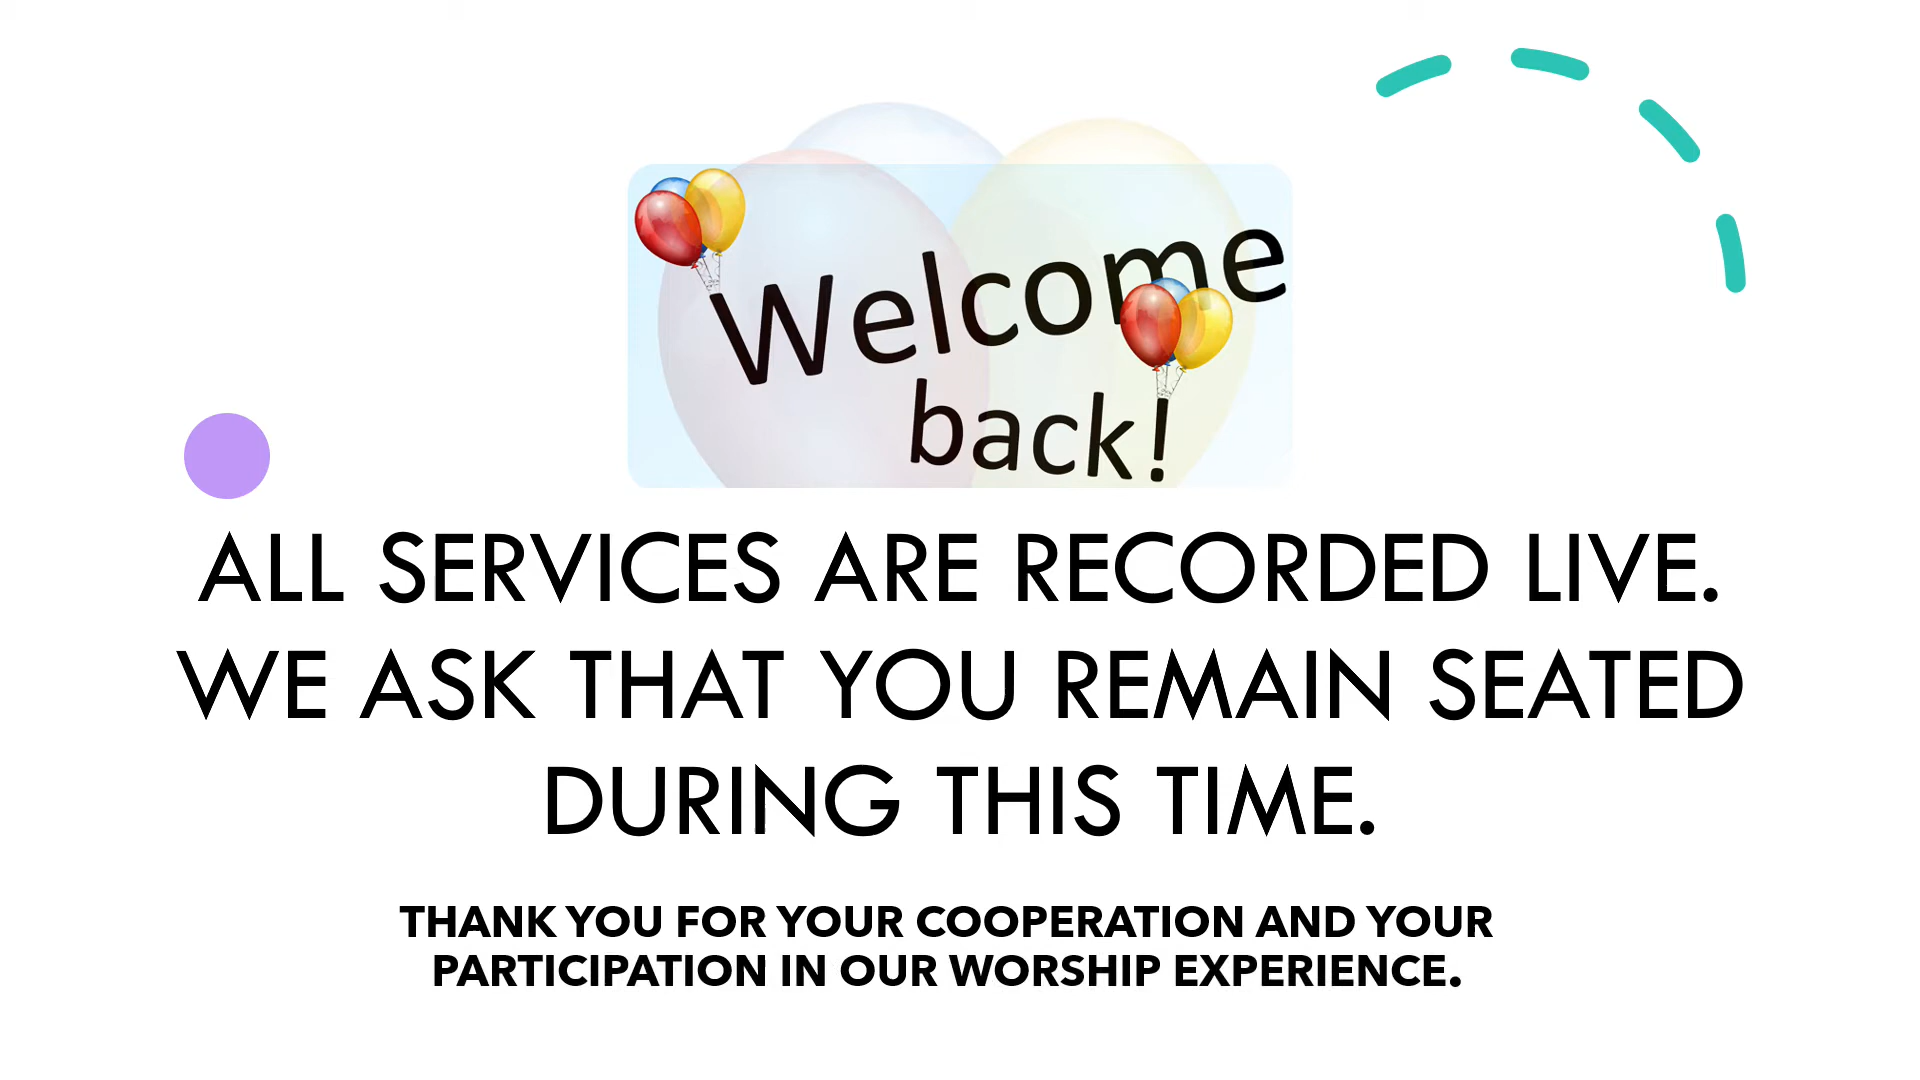 Welcome
back!
ALL SERVICES ARE RECORDED LIVE.
WE ASK THAT YOU REMAIN SEATED
DURING THIS TIME.
THANK YOU FOR YOUR COOPERATION AND YOUR
PARTICIPATION IN OUR WORSHIP EXPERIENCE.